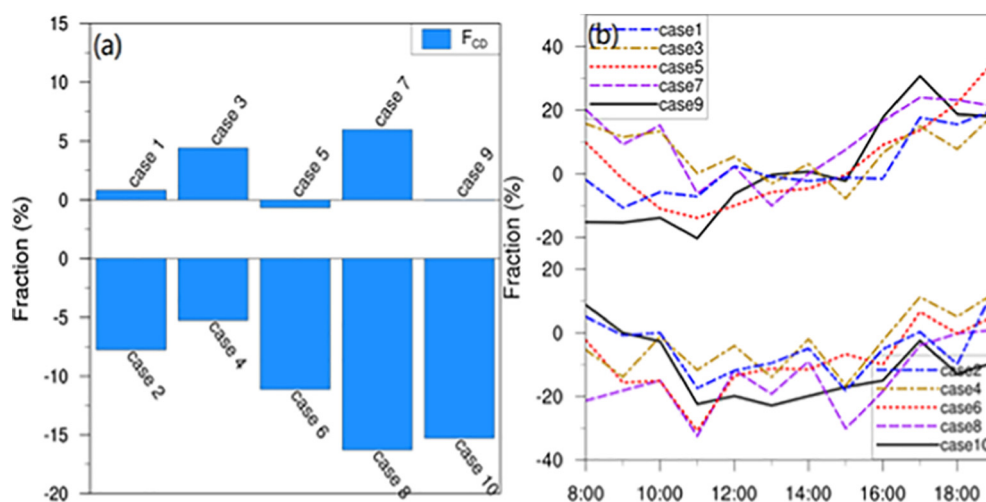 (a)
F_CD
Fraction (%)
15
10
5
0
-5
case 1
case 3
case 5
case 7
case 9
Fraction (%)
0
-5
-10
-15
-20
case 2
case 4
case 6
case 8
case 10
(b)
case1
case3
case5
case7
case9
Fraction (%)
40
20
0
-20
20
0
-20
-40
case2
case4
case6
case8
case10
8:00 10:00 12:00 14:00 16:00 18:00